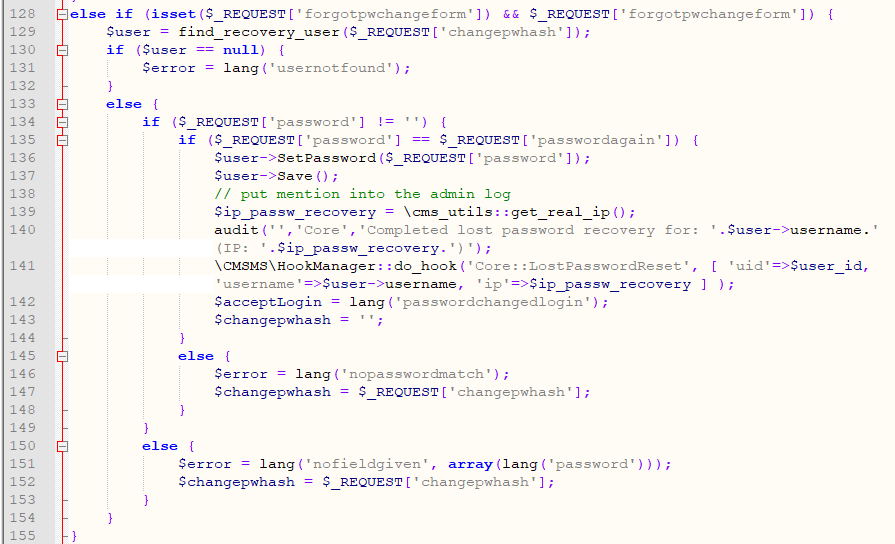 128 else if (isset($_REQUEST['forgotpwchangeform']) && $_REQUEST['forgotpwchangeform']) {
129 $user = find_recovery_user($_REQUEST['changepwhash']);
130 if ($user == null) {
131 $error = lang('usernotfound');
132 }
133 else {
134 if ($_REQUEST['password'] != '') {
135 if ($_REQUEST['password'] == $_REQUEST['passwordagain']) {
136 $user->SetPassword($_REQUEST['password']);
137 $user->Save();
138 // put mention into the admin log
139 $ip_passw_recovery = \cms_utils::get_real_ip();
140 audit('','Core','Completed lost password recovery for: '.$user->username.'
(IP: '.$ip_passw_recovery.')');
141 \CMSMS\HookManager::do_hook('Core::LostPasswordReset', [ 'uid'=>$user_id,
'username'=>$user->username, 'ip'=>$ip_passw_recovery ] );
142 $acceptLogin = lang('passwordchangedlogin');
143 $changepwhash = '';
144 }
145 else {
146 $error = lang('nopasswordmatch');
147 $changepwhash = $_REQUEST['changepwhash'];
148 }
149 }
150 else {
151 $error = lang('nofieldgiven', array(lang('password')));
152 $changepwhash = $_REQUEST['changepwhash'];
153 }
154 }
155 }